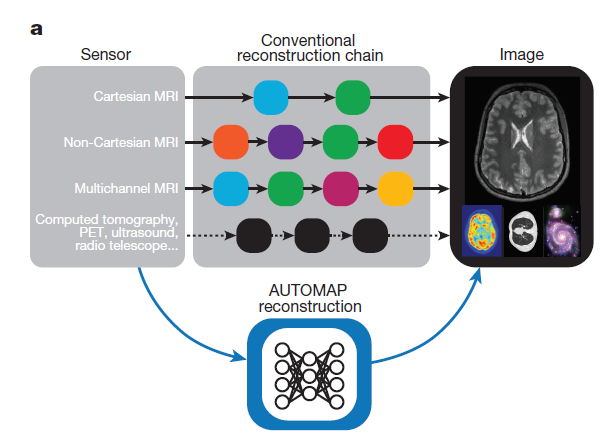 a
Sensor
Conventional
reconstruction chain
Image
Cartesian MRI
Non-Cartesian MRI
Multichannel MRI
Computed tomography,
PET, ultrasound,
radio telescope...
AUTOMAP
reconstruction